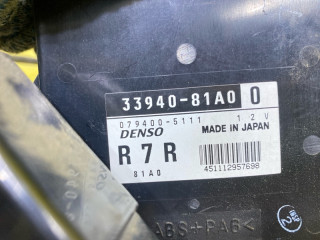 33940-81A0 0
079400-5111 12V
DENSO MADE IN JAPAN
R7R
81A0 451112957698
>ABS+PA6<